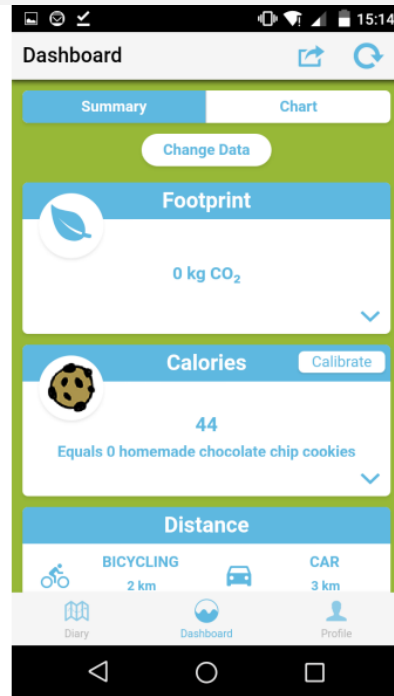 15:14
Dashboard
Summary Chart
Change Data
Footprint
0 kg CO₂
Calories Calibrate
44
Equals 0 homemade chocolate chip cookies
Distance
BICYCLING CAR
2 km 3 km
Diary Dashboard Profile